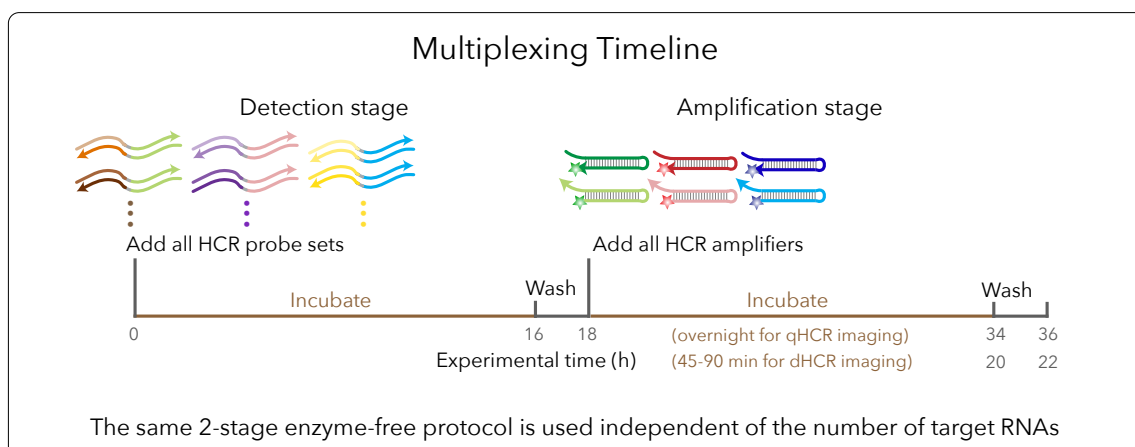 Multiplexing Timeline
Detection stage
Amplification stage
Add all HCR probe sets
Add all HCR amplifiers
Incubate
Wash
Incubate
Wash
0
16
18
(overnight for qHCR imaging)
34
36
Experimental time (h)
(45-90 min for dHCR imaging)
20
22
The same 2-stage enzyme-free protocol is used independent of the number of target RNAs